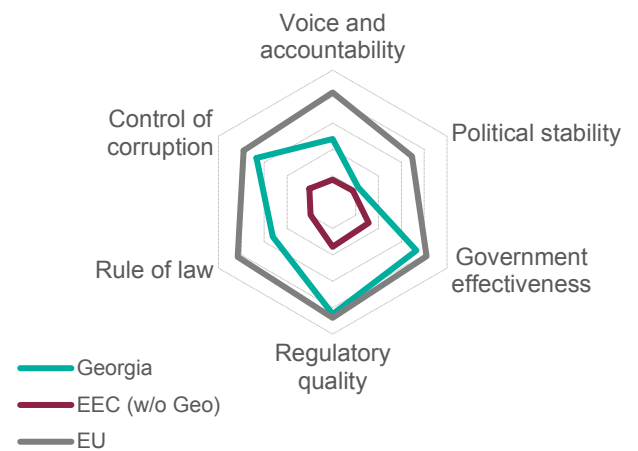 Voice and
accountability
Control of
corruption
Political stability
Rule of law
Government
effectiveness
Regulatory
quality
Georgia
EEC (w/o Geo)
EU